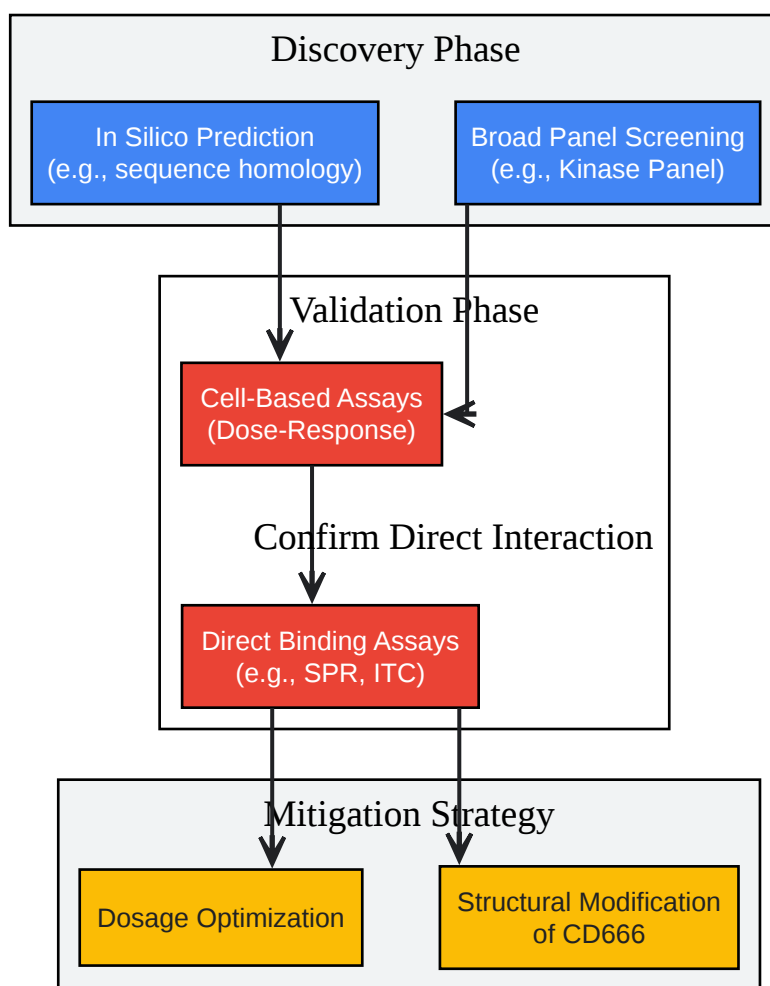 Discovery Phase
In Silico Prediction
(e.g., sequence homology)
Broad Panel Screening
(e.g., Kinase Panel)
Validation Phase
Cell-Based Assays
(Dose-Response)
Confirm Direct Interaction
Direct Binding Assays
(e.g., SPR, ITC)
Mitigation Strategy
Dosage Optimization
Structural Modification
of CD666